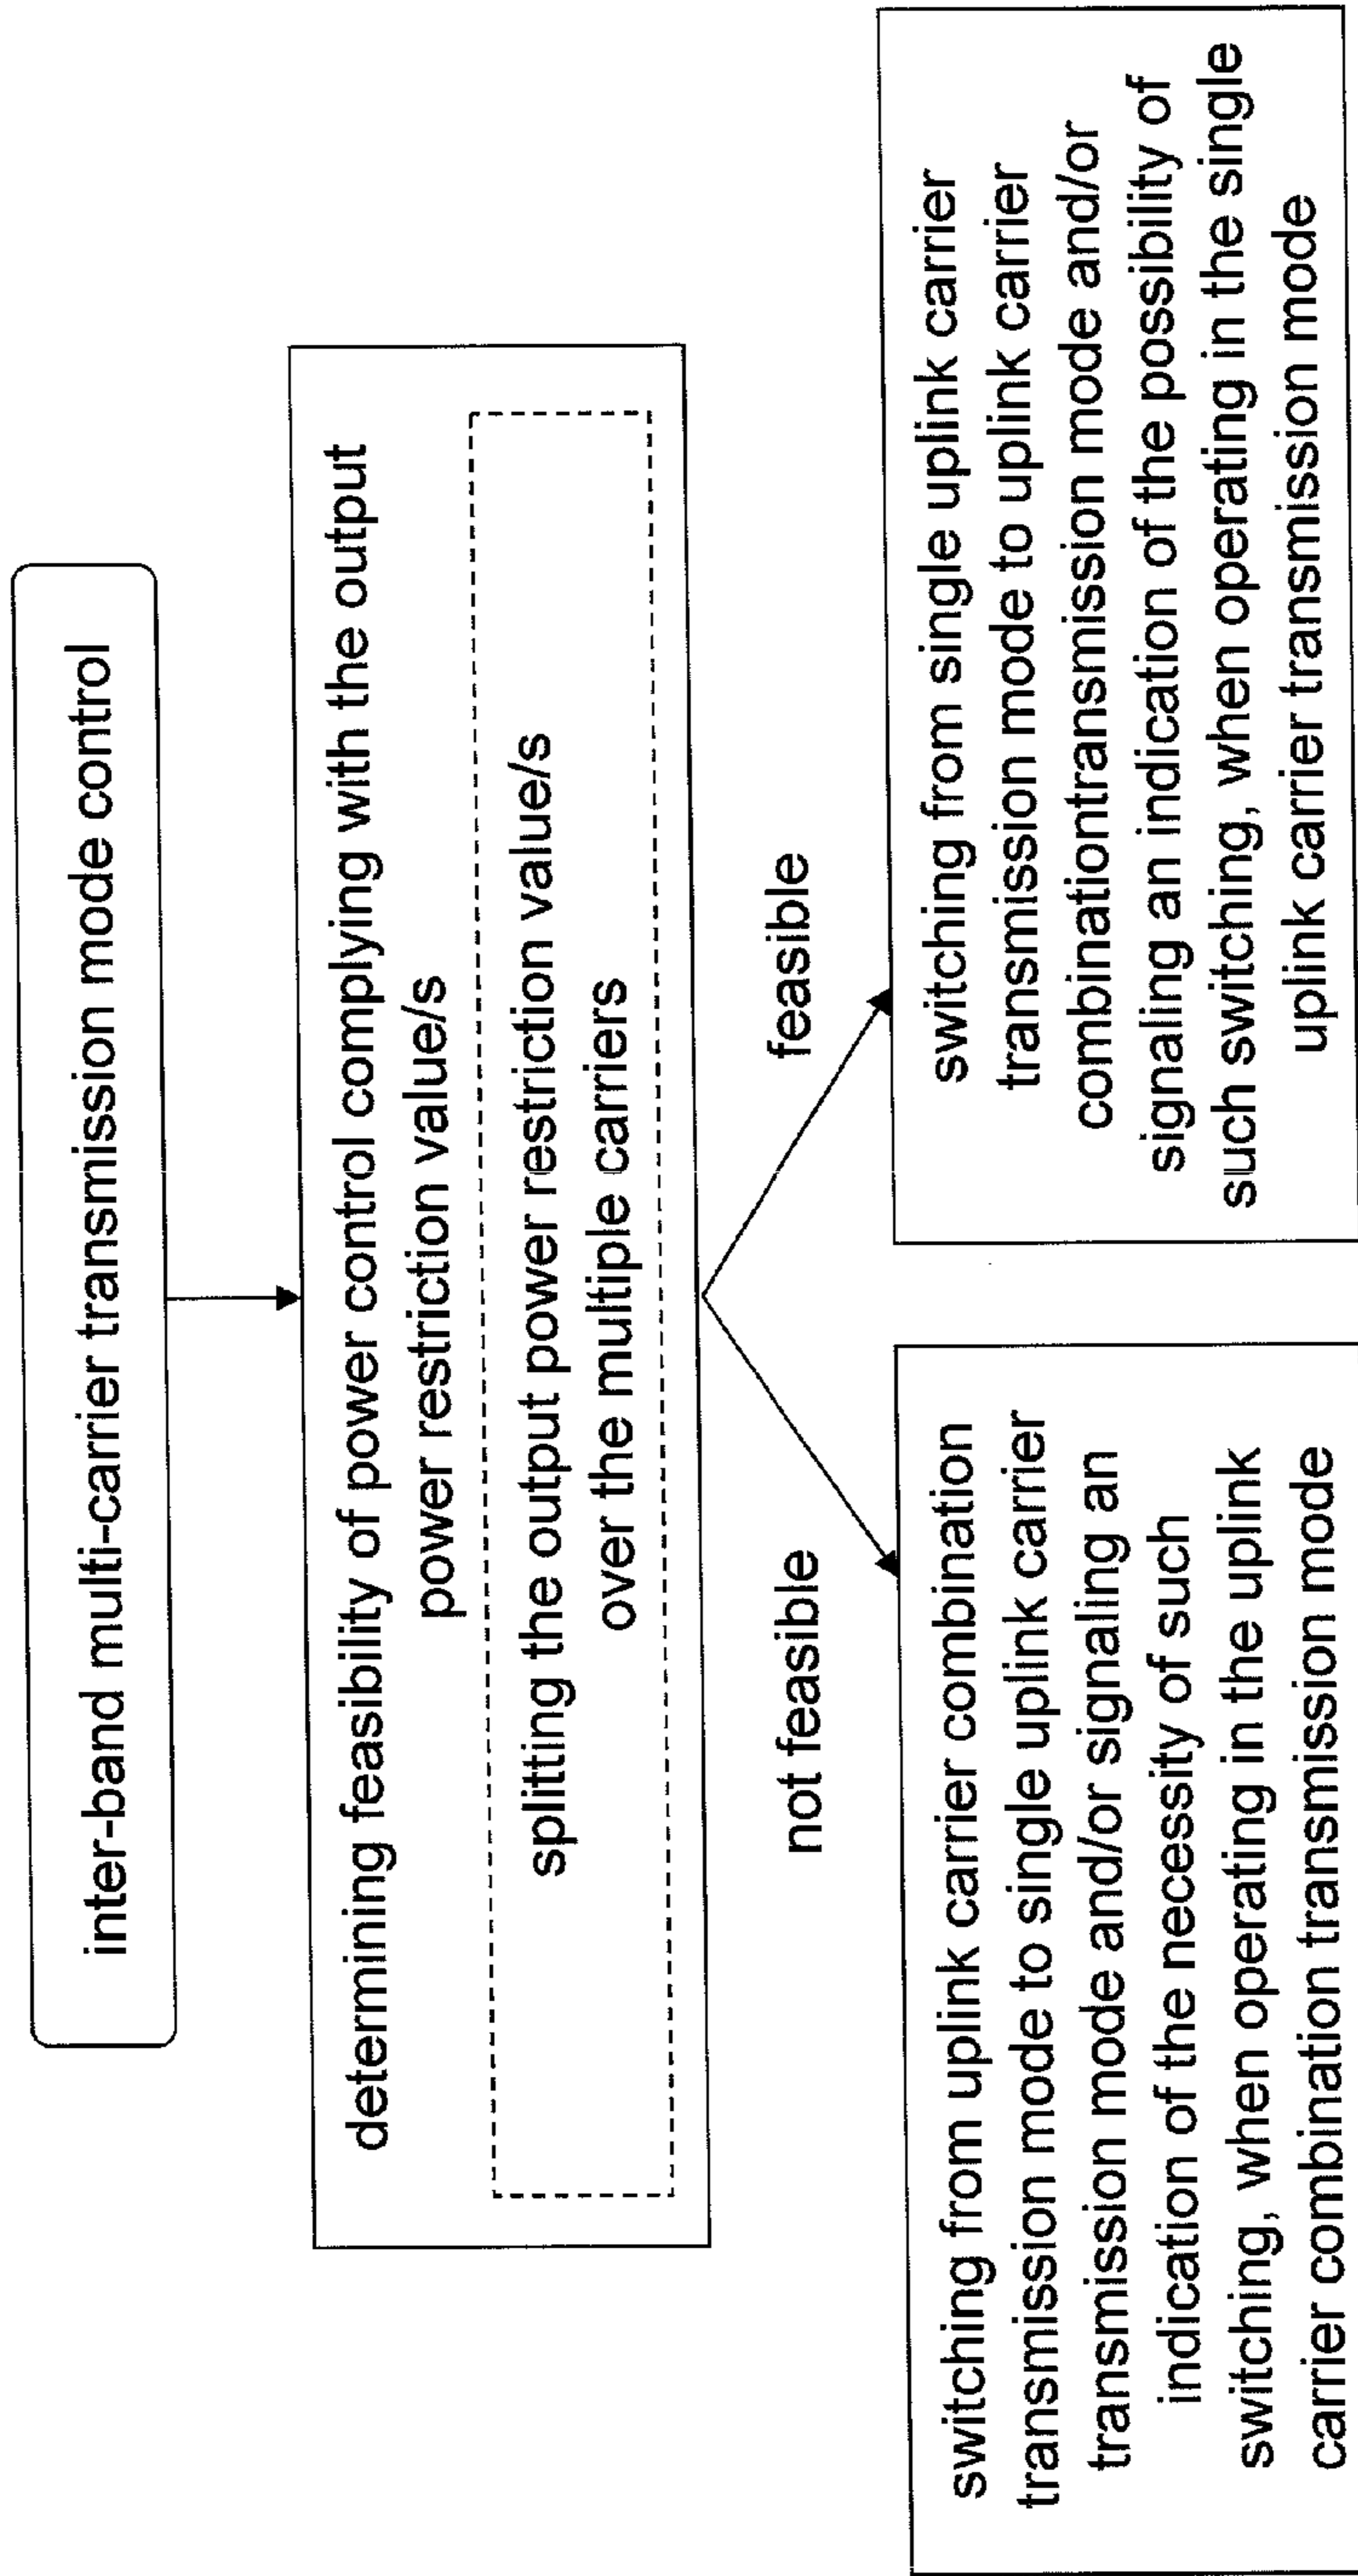 inter-band multi-carrier transmission mode control
determining feasibility of power control complying with the output
power restriction value/s
splitting the output power restriction value/s
over the multiple carriers
not feasible
feasible
switching from uplink carrier combination
transmission mode to single uplink carrier
transmission mode and/or signaling an
indication of the necessity of such
switching, when operating in the uplink
carrier combination transmission mode
switching from single uplink carrier
transmission mode to uplink carrier
combinationtransmission mode and/or
signaling an indication of the possibility of
such switching, when operating in the single
uplink carrier transmission mode